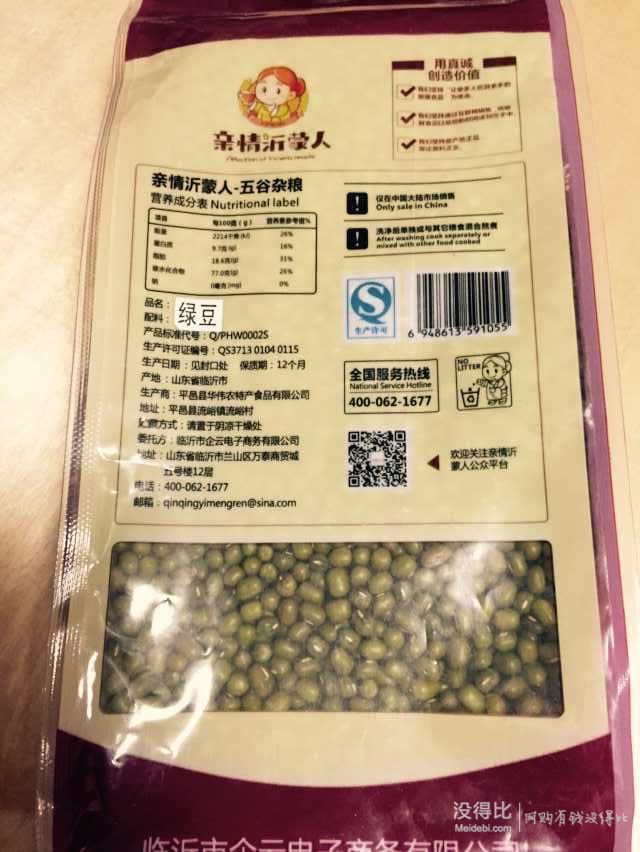 用真诚
创造价值
亲情沂蒙人
亲情沂蒙人-五谷杂粮
营养成分表 Nutritional label
项目 每100克(g) 营养素参考值%
能量 2214千焦(kJ) 26%
蛋白质 9.7克(g) 16%
脂肪 18.6克(g) 31%
碳水化合物 77.0克(g) 26%
钠 0毫克(mg) 0%
仅在中国大陆市场销售
Only sale in China
洗净后单独或与其它膳食混合熬煮
After washing cook separately or
mixed with other food cooked
品名：
配料：
绿豆
产品标准代号：Q/PHW0002S
生产许可证编号：QS3713 0104 0115
生产日期：见封口处 保质期：12个月
产地：山东省临沂市
生产商：平邑县华伟农特产食品有限公司
地址：平邑县流峪镇流峪村
贮藏方式：请置于阴凉干燥处
委托方：临沂市企云电子商务有限公司
地址：山东省临沂市兰山区万泰商贸城
五号楼12层
电话：400-062-1677
邮箱：qinqingyimengren@sina.com
生产许可
6 948613 591055
全国服务热线
National Service Hotline
400-062-1677
NO
LITTER
欢迎关注亲情沂
蒙人公众平台
临沂市企云电子商务有限公司
没得比
Meidebi.com
网购有钱没得比